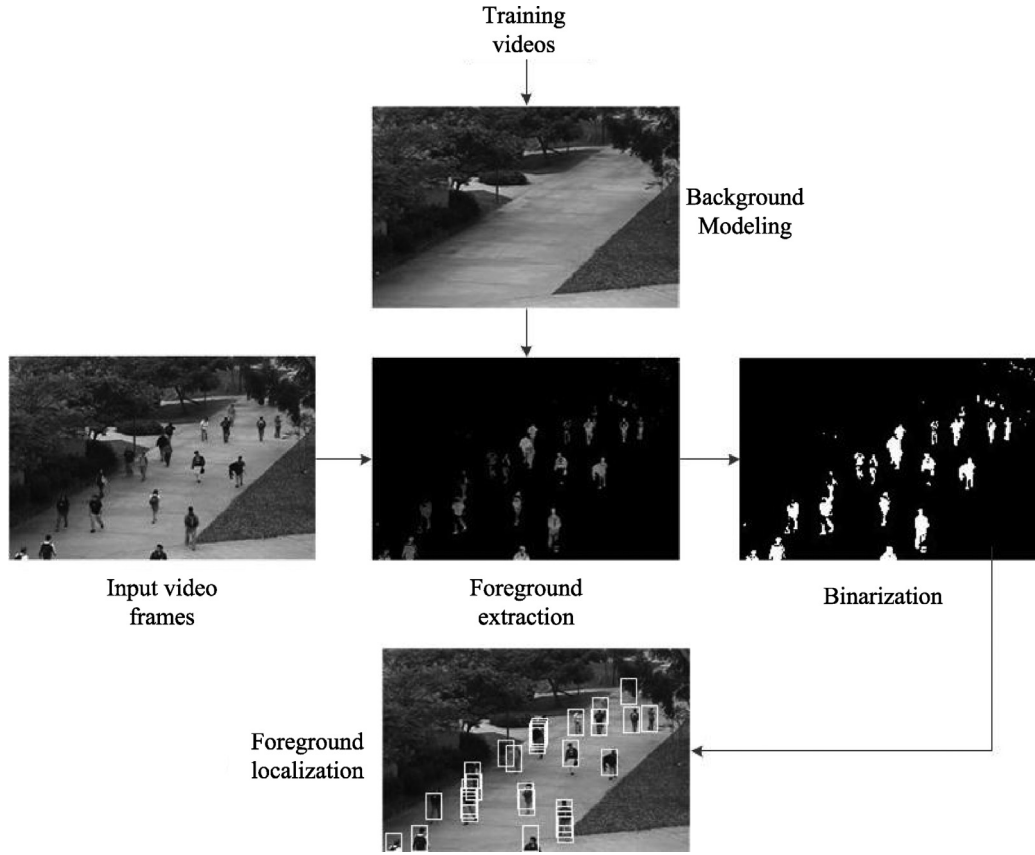 Training
videos
Background
Modeling
Input video
frames
Foreground
extraction
Binarization
Foreground
localization